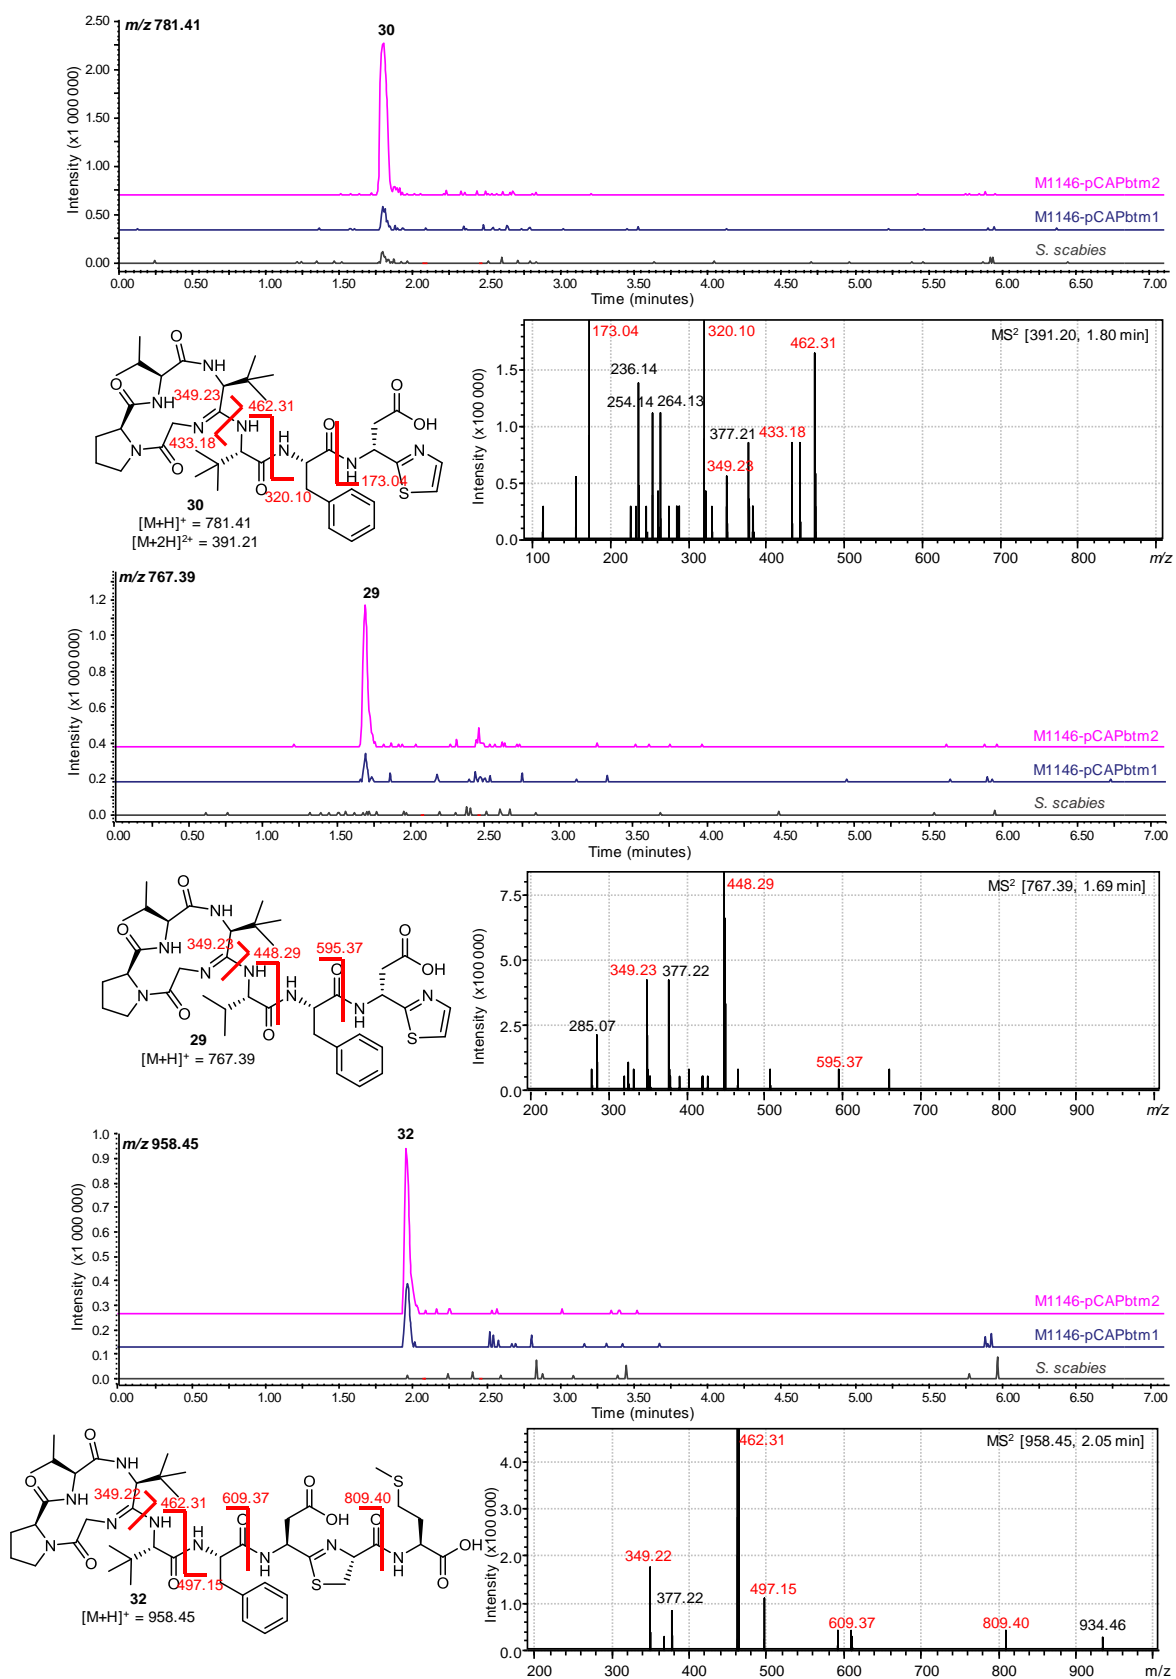 m/z 781.41
30
2.50
2.00
1.50
1.00
0.50
0.00
Intensity (x1 000 000)
M1146-pCAPbtm2
M1146-pCAPbtm1
S. scabies
0.00 0.50 1.00 1.50 2.00 2.50 3.00 3.50 4.00 4.50 5.00 5.50 6.00 6.50 7.00
Time (minutes)
O
NH
O
NH
349.23
462.31
O
OH
N
NH
H
N
O
N
433.18
O
O
320.10
N
H
N
S
173.04
30
[M+H]+ = 781.41
[M+2H]2+ = 391.21
173.04
320.10
MS2 [391.20, 1.80 min]
462.31
236.14
254.14
264.13
377.21
433.18
349.23
1.5
1.0
0.5
0.0
Intensity (x100 000)
100 200 300 400 500 600 700 800 m/z
m/z 767.39
29
1.2
1.0
0.8
0.6
0.4
0.2
0.0
Intensity (x1 000 000)
M1146-pCAPbtm2
M1146-pCAPbtm1
S. scabies
0.00 0.50 1.00 1.50 2.00 2.50 3.00 3.50 4.00 4.50 5.00 5.50 6.00 6.50 7.00
Time (minutes)
O
NH
O
NH
349.23
448.29
595.37
O
OH
N
NH
H
N
O
N
O
O
N
H
N
S
29
[M+H]+ = 767.39
448.29
MS2 [767.39, 1.69 min]
349.23
377.22
285.07
595.37
7.5
5.0
2.5
0.0
Intensity (x100 000)
200 300 400 500 600 700 800 900 m/z
m/z 958.45
32
1.0
0.9
0.8
0.7
0.6
0.5
0.4
0.3
0.2
0.1
0.0
Intensity (x1 000 000)
M1146-pCAPbtm2
M1146-pCAPbtm1
S. scabies
0.00 0.50 1.00 1.50 2.00 2.50 3.00 3.50 4.00 4.50 5.00 5.50 6.00 6.50 7.00
Time (minutes)
O
NH
O
NH
349.22
462.31
609.37
O
OH
809.40
S
N
NH
H
N
O
N
O
O
497.15
N
H
N
S
O
N
H
OH
O
32
[M+H]+ = 958.45
462.31
MS2 [958.45, 2.05 min]
349.22
377.22
497.15
609.37
809.40
934.46
4.0
3.0
2.0
1.0
0.0
Intensity (x100 000)
200 300 400 500 600 700 800 900 m/z